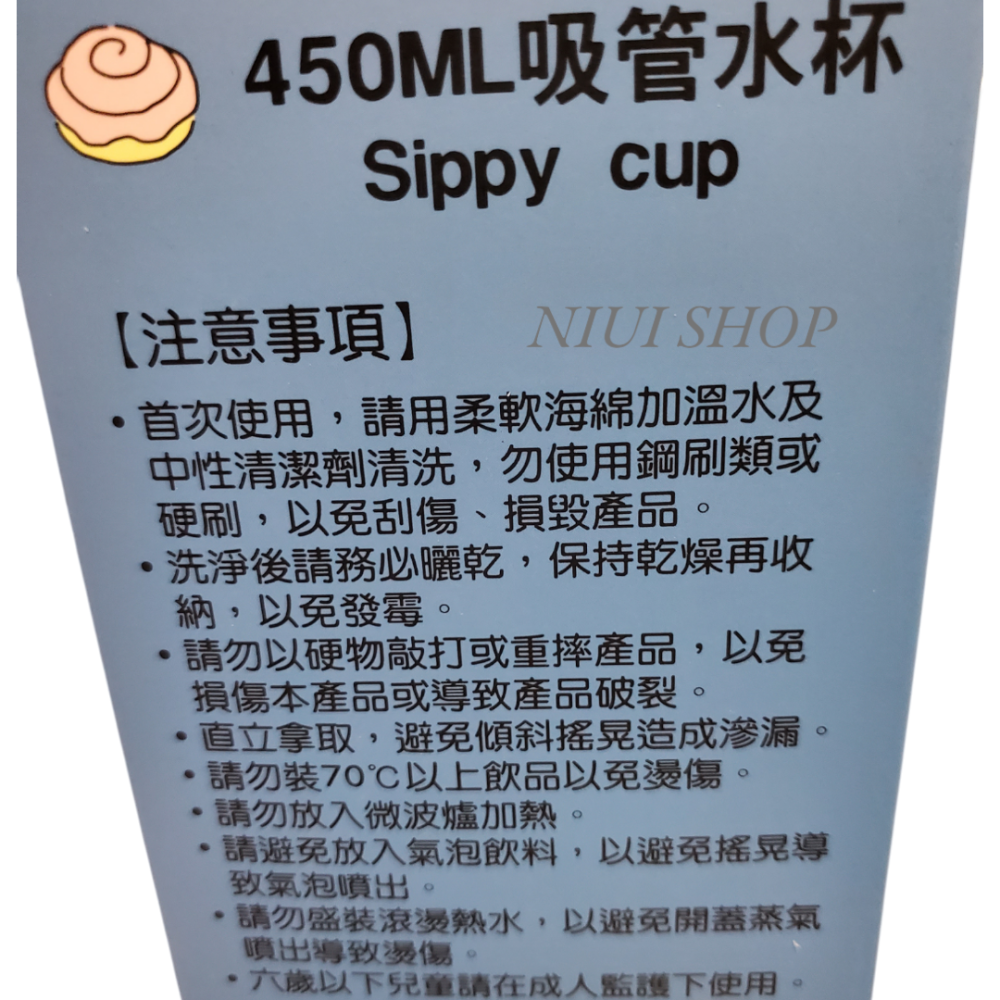 450ML吸管水杯
Sippy cup
【注意事項】
NIUI SHOP
•首次使用，請用柔軟海綿加溫水及
中性清潔劑清洗，勿使用鋼刷類或
硬刷，以免刮傷、損毀產品。
•洗淨後請務必曬乾，保持乾燥再收
納，以免發霉。
•請勿以硬物敲打或重摔產品，以免
損傷本產品或導致產品破裂。
•直立拿取，避免傾斜搖晃造成滲漏。
•請勿裝70℃以上飲品以免燙傷。
•請勿放入微波爐加熱。
•請避免放入氣泡飲料，以避免搖晃導
致氣泡噴出。
•請勿盛裝滾燙熱水，以避免開蓋蒸氣
噴出導致燙傷。
•六歲以下兒童請在成人監護下使用。